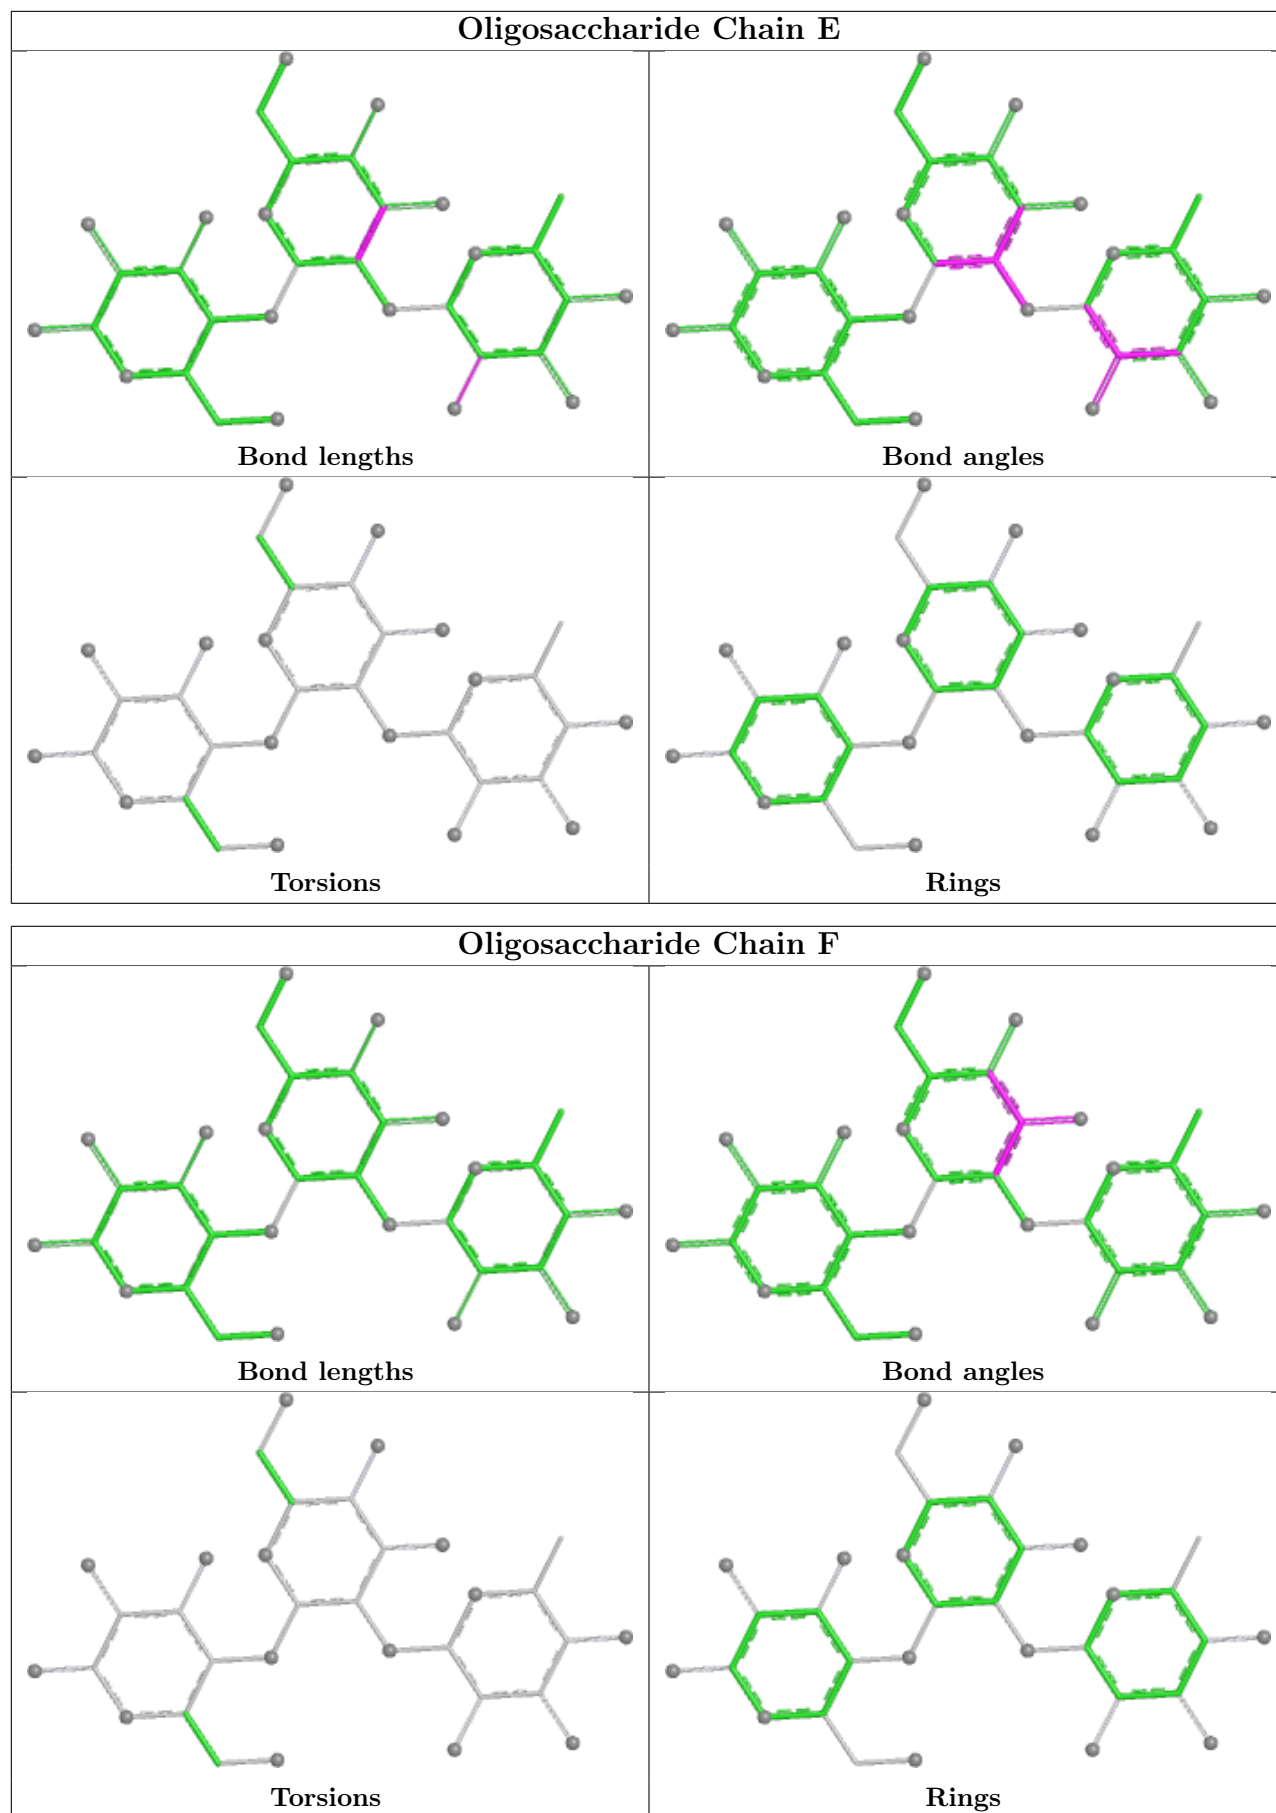 Oligosaccharide Chain E
Bond lengths
Bond angles
Torsions
Rings
Oligosaccharide Chain F
Bond lengths
Bond angles
Torsions
Rings